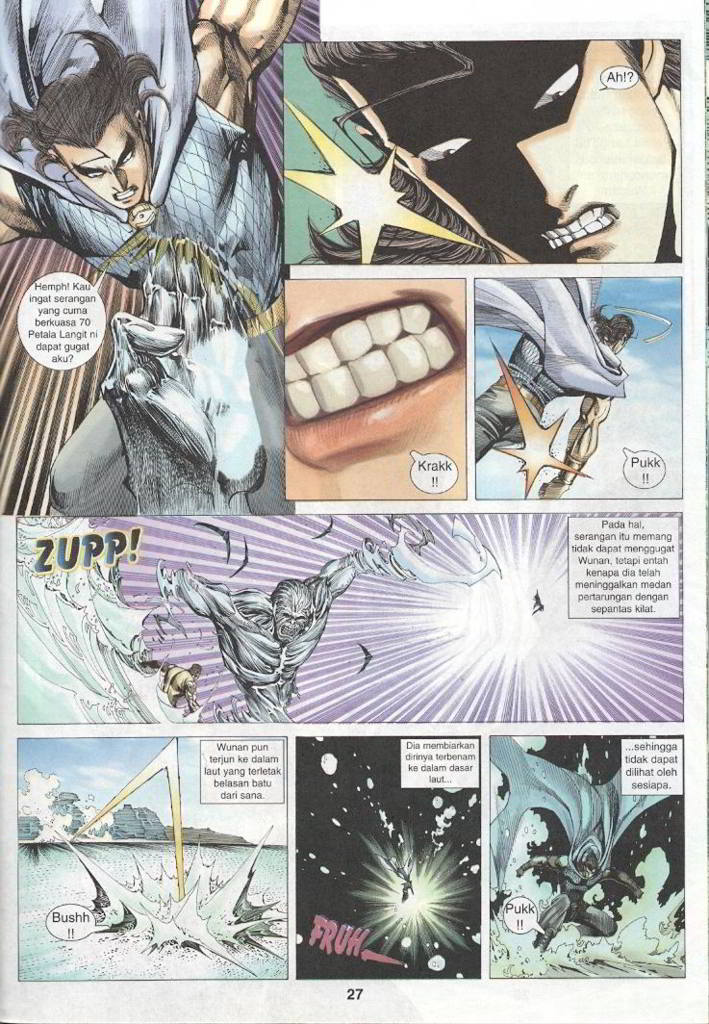 Hemph! Kau
ingat serangan
yang cuma
berkuasa 70
Petala Langit ni
dapat gugat
aku?
Ah!?
Krakk
!!
Pukk
!!
ZUPP!
Pada hal,
serangan itu memang
tidak dapat menggugat
Wunan, tetapi entah
kenapa dia telah
meninggalkan medan
pertarungan dengan
sepantas kilat.
Wunan pun
terjun ke dalam
laut yang terletak
belasan batu
dari sana.
Bushh
!!
Dia membiarkan
dirinya terbenam
ke dalam dasar
laut...
FRUH
...sehingga
tidak dapat
dilihat oleh
sesiapa.
Pukk
!!
27